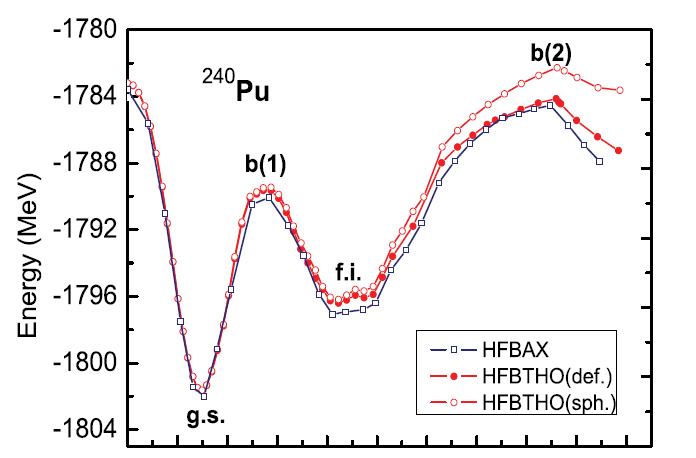 -1780
b(2)
240Pu
-1784
-1788
b(1)
-1792
Energy (MeV)
f.i.
-1796
-1800
HFBAX
HFBTHO(def.)
HFBTHO(sph.)
g.s.
-1804